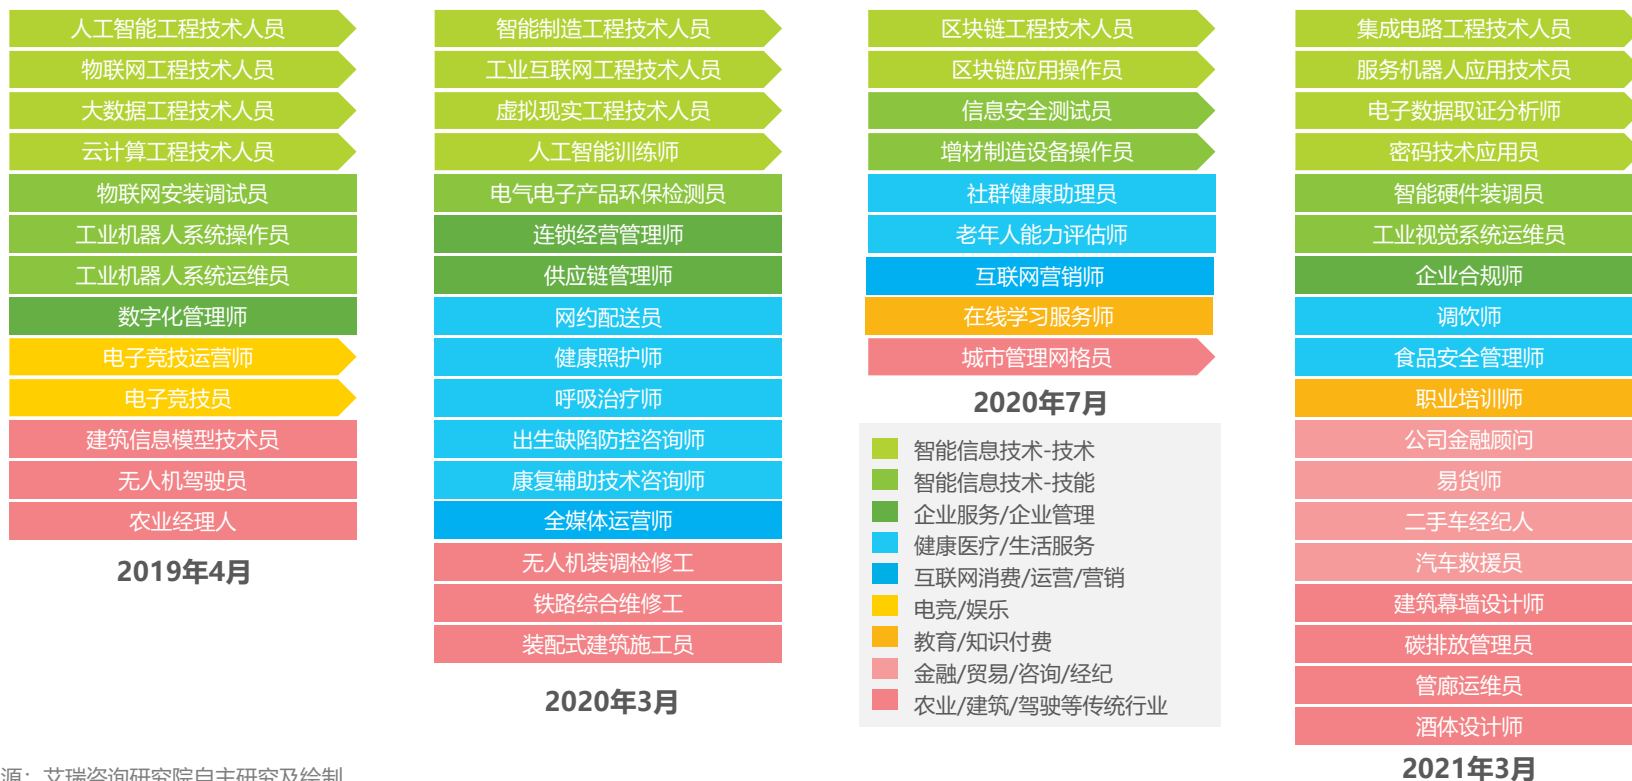 人工智能工程技术人员
物联网工程技术人员
大数据工程技术人员
云计算工程技术人员
物联网安装调试员
工业机器人系统操作员
工业机器人系统运维员
数字化管理师
电子竞技运营师
电子竞技员
建筑信息模型技术员
无人机驾驶员
农业经理人
2019年4月
智能制造工程技术人员
工业互联网工程技术人员
虚拟现实工程技术人员
人工智能训练师
电气电子产品环保检测员
连锁经营管理师
供应链管理师
网约配送员
健康照护师
呼吸治疗师
出生缺陷防控咨询师
康复辅助技术咨询师
全媒体运营师
无人机装调检修工
铁路综合维修工
装配式建筑施工员
2020年3月
区块链工程技术人员
区块链应用操作员
信息安全测试员
增材制造设备操作员
社群健康助理员
老年人能力评估师
互联网营销师
在线学习服务师
城市管理网格员
2020年7月
智能信息技术-技术
智能信息技术-技能
企业服务/企业管理
健康医疗/生活服务
互联网消费/运营/营销
电竞/娱乐
教育/知识付费
金融/贸易/咨询/经纪
农业/建筑/驾驶等传统行业
集成电路工程技术人员
服务机器人应用技术员
电子数据取证分析师
密码技术应用员
智能硬件装调员
工业视觉系统运维员
企业合规师
调饮师
食品安全管理师
职业培训师
公司金融顾问
易货师
二手车经纪人
汽车救援员
建筑幕墙设计师
碳排放管理员
管廊运维员
酒体设计师
2021年3月
源：艾瑞咨询研究院自主研究及绘制